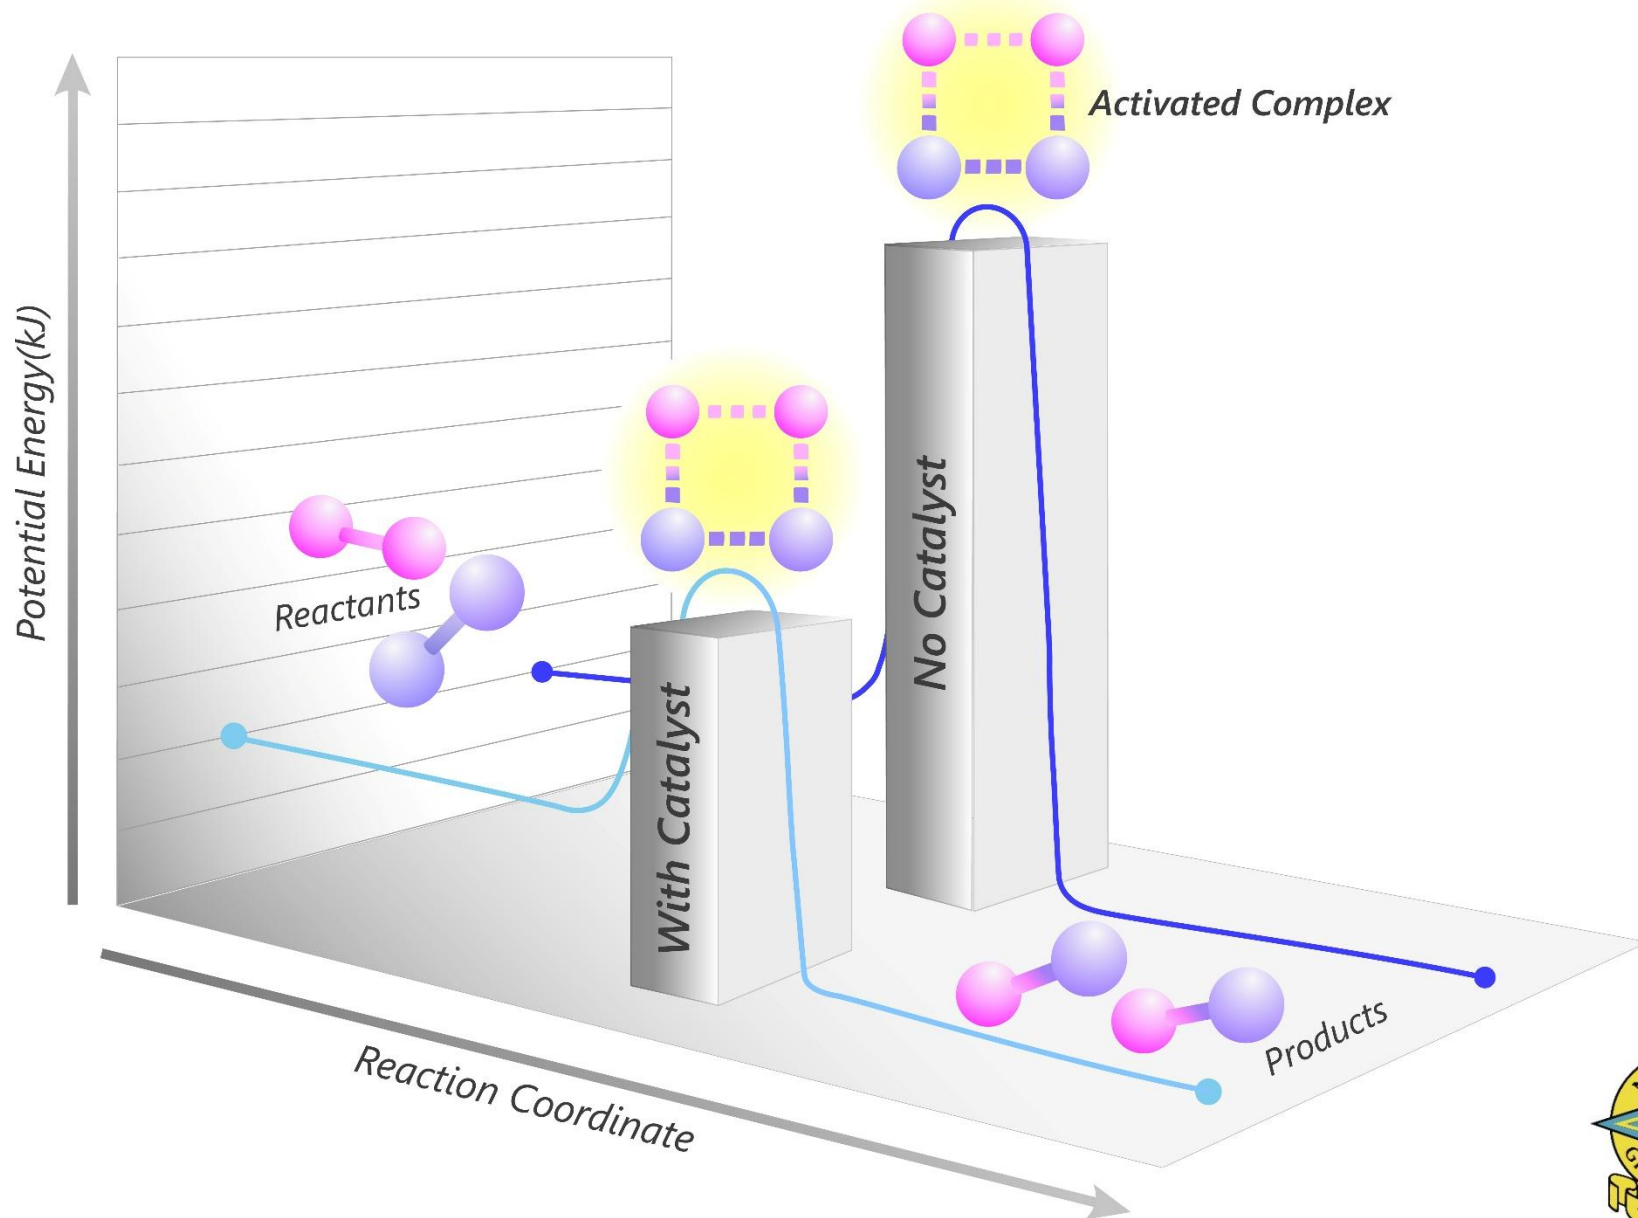 Activated Complex
Potential Energy(kJ)
Reactants
No Catalyst
With Catalyst
Products
Reaction Coordinate